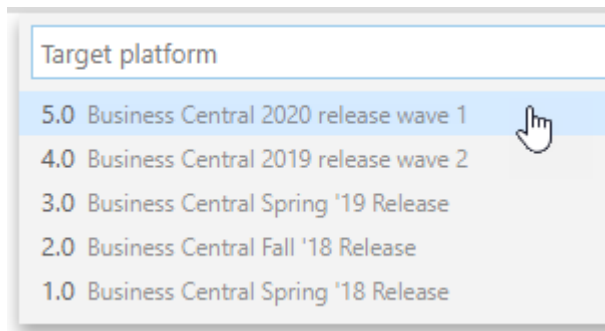 Target platform
5.0 Business Central 2020 release wave 1
4.0 Business Central 2019 release wave 2
3.0 Business Central Spring '19 Release
2.0 Business Central Fall '18 Release
1.0 Business Central Spring '18 Release